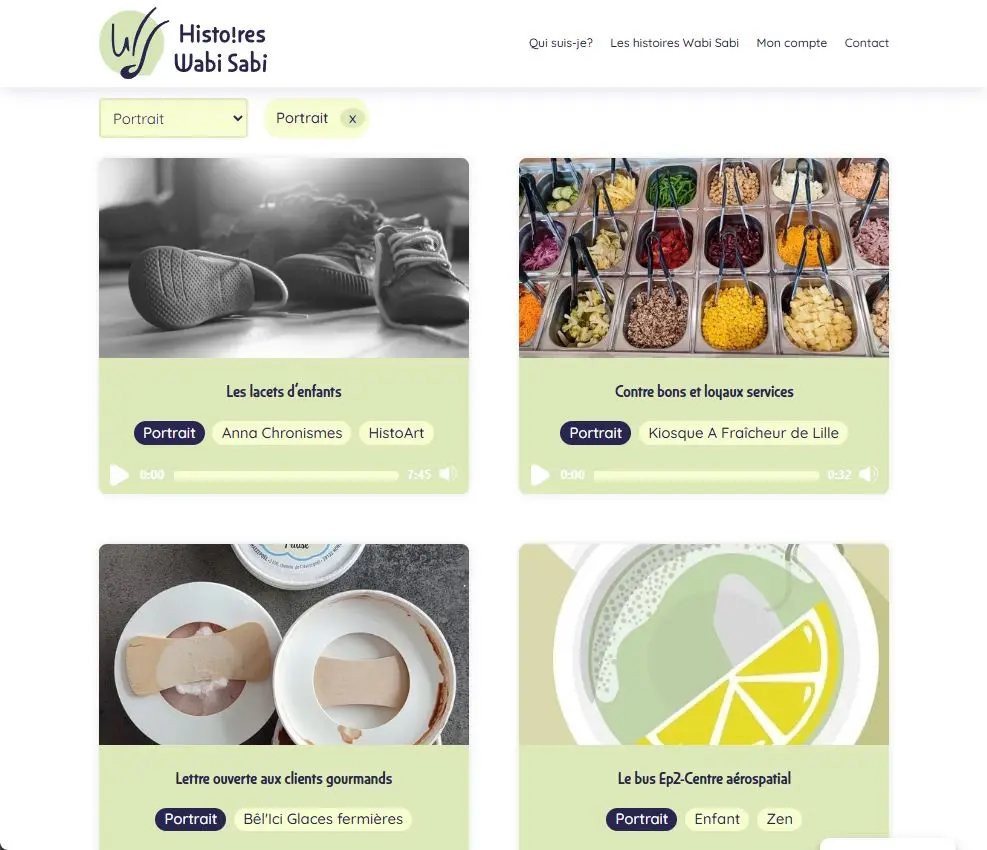 Histo!res
Wabi Sabi
Qui suis-je? Les histoires Wabi Sabi Mon compte Contact
Portrait
Portrait x
Les lacets d'enfants
Portrait Anna Chronismes HistoArt
0:00 7:45
Contre bons et loyaux services
Portrait Kiosque A Fraîcheur de Lille
0:00 0:32
Lettre ouverte aux clients gourmands
Portrait Bêl'Ici Glaces fermières
Le bus Ep2-Centre aérospatial
Portrait Enfant Zen